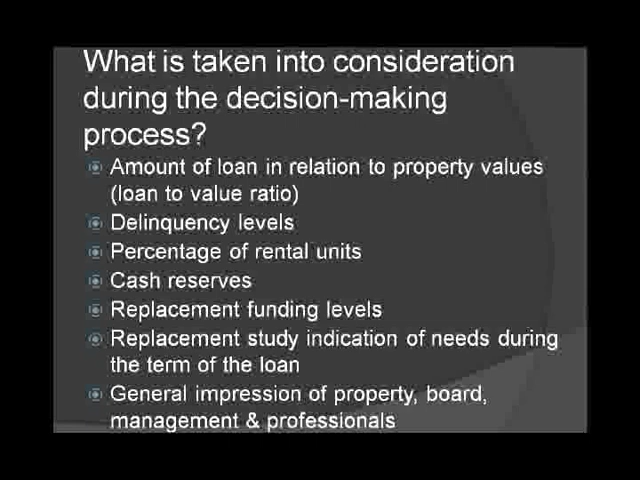 What is taken into consideration
during the decision-making
process?
Amount of loan in relation to property values
(loan to value ratio)
Delinquency levels
Percentage of rental units
Cash reserves
Replacement funding levels
Replacement study indication of needs during
the term of the loan
General impression of property, board,
management & professionals